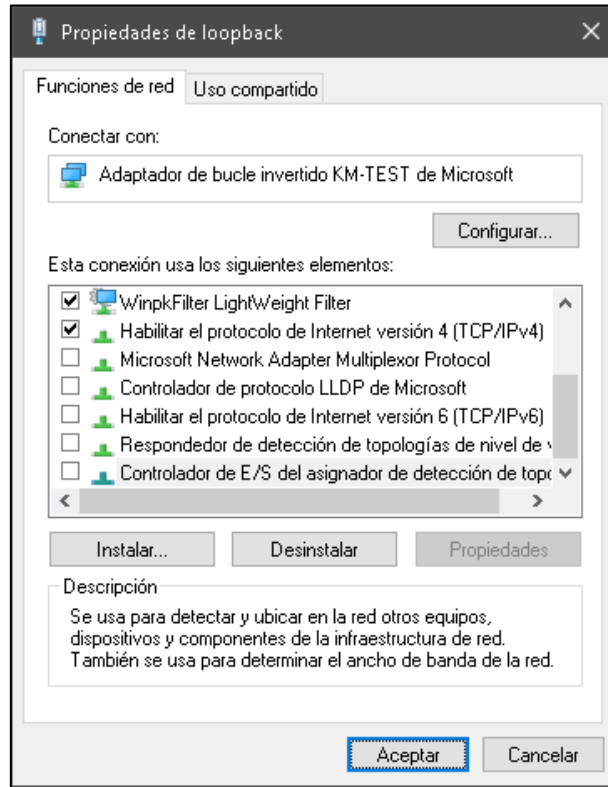 Propiedades de loopback
Funciones de red
Uso compartido
Conectar con:
Adaptador de bucle invertido KM-TEST de Microsoft
Configurar...
Esta conexión usa los siguientes elementos:
WinpkFilter LightWeight Filter
Habilitar el protocolo de Internet versión 4 (TCP/IPv4)
Microsoft Network Adapter Multiplexor Protocol
Controlador de protocolo LLDP de Microsoft
Habilitar el protocolo de Internet versión 6 (TCP/IPv6)
Respondedor de detección de topologías de nivel de
Controlador de E/S del asignador de detección de
Instalar...
Desinstalar
Propiedades
Descripción
Se usa para detectar y ubicar en la red otros equipos,
dispositivos y componentes de la infraestructura de red.
También se usa para determinar el ancho de banda de la red.
Aceptar
Cancelar